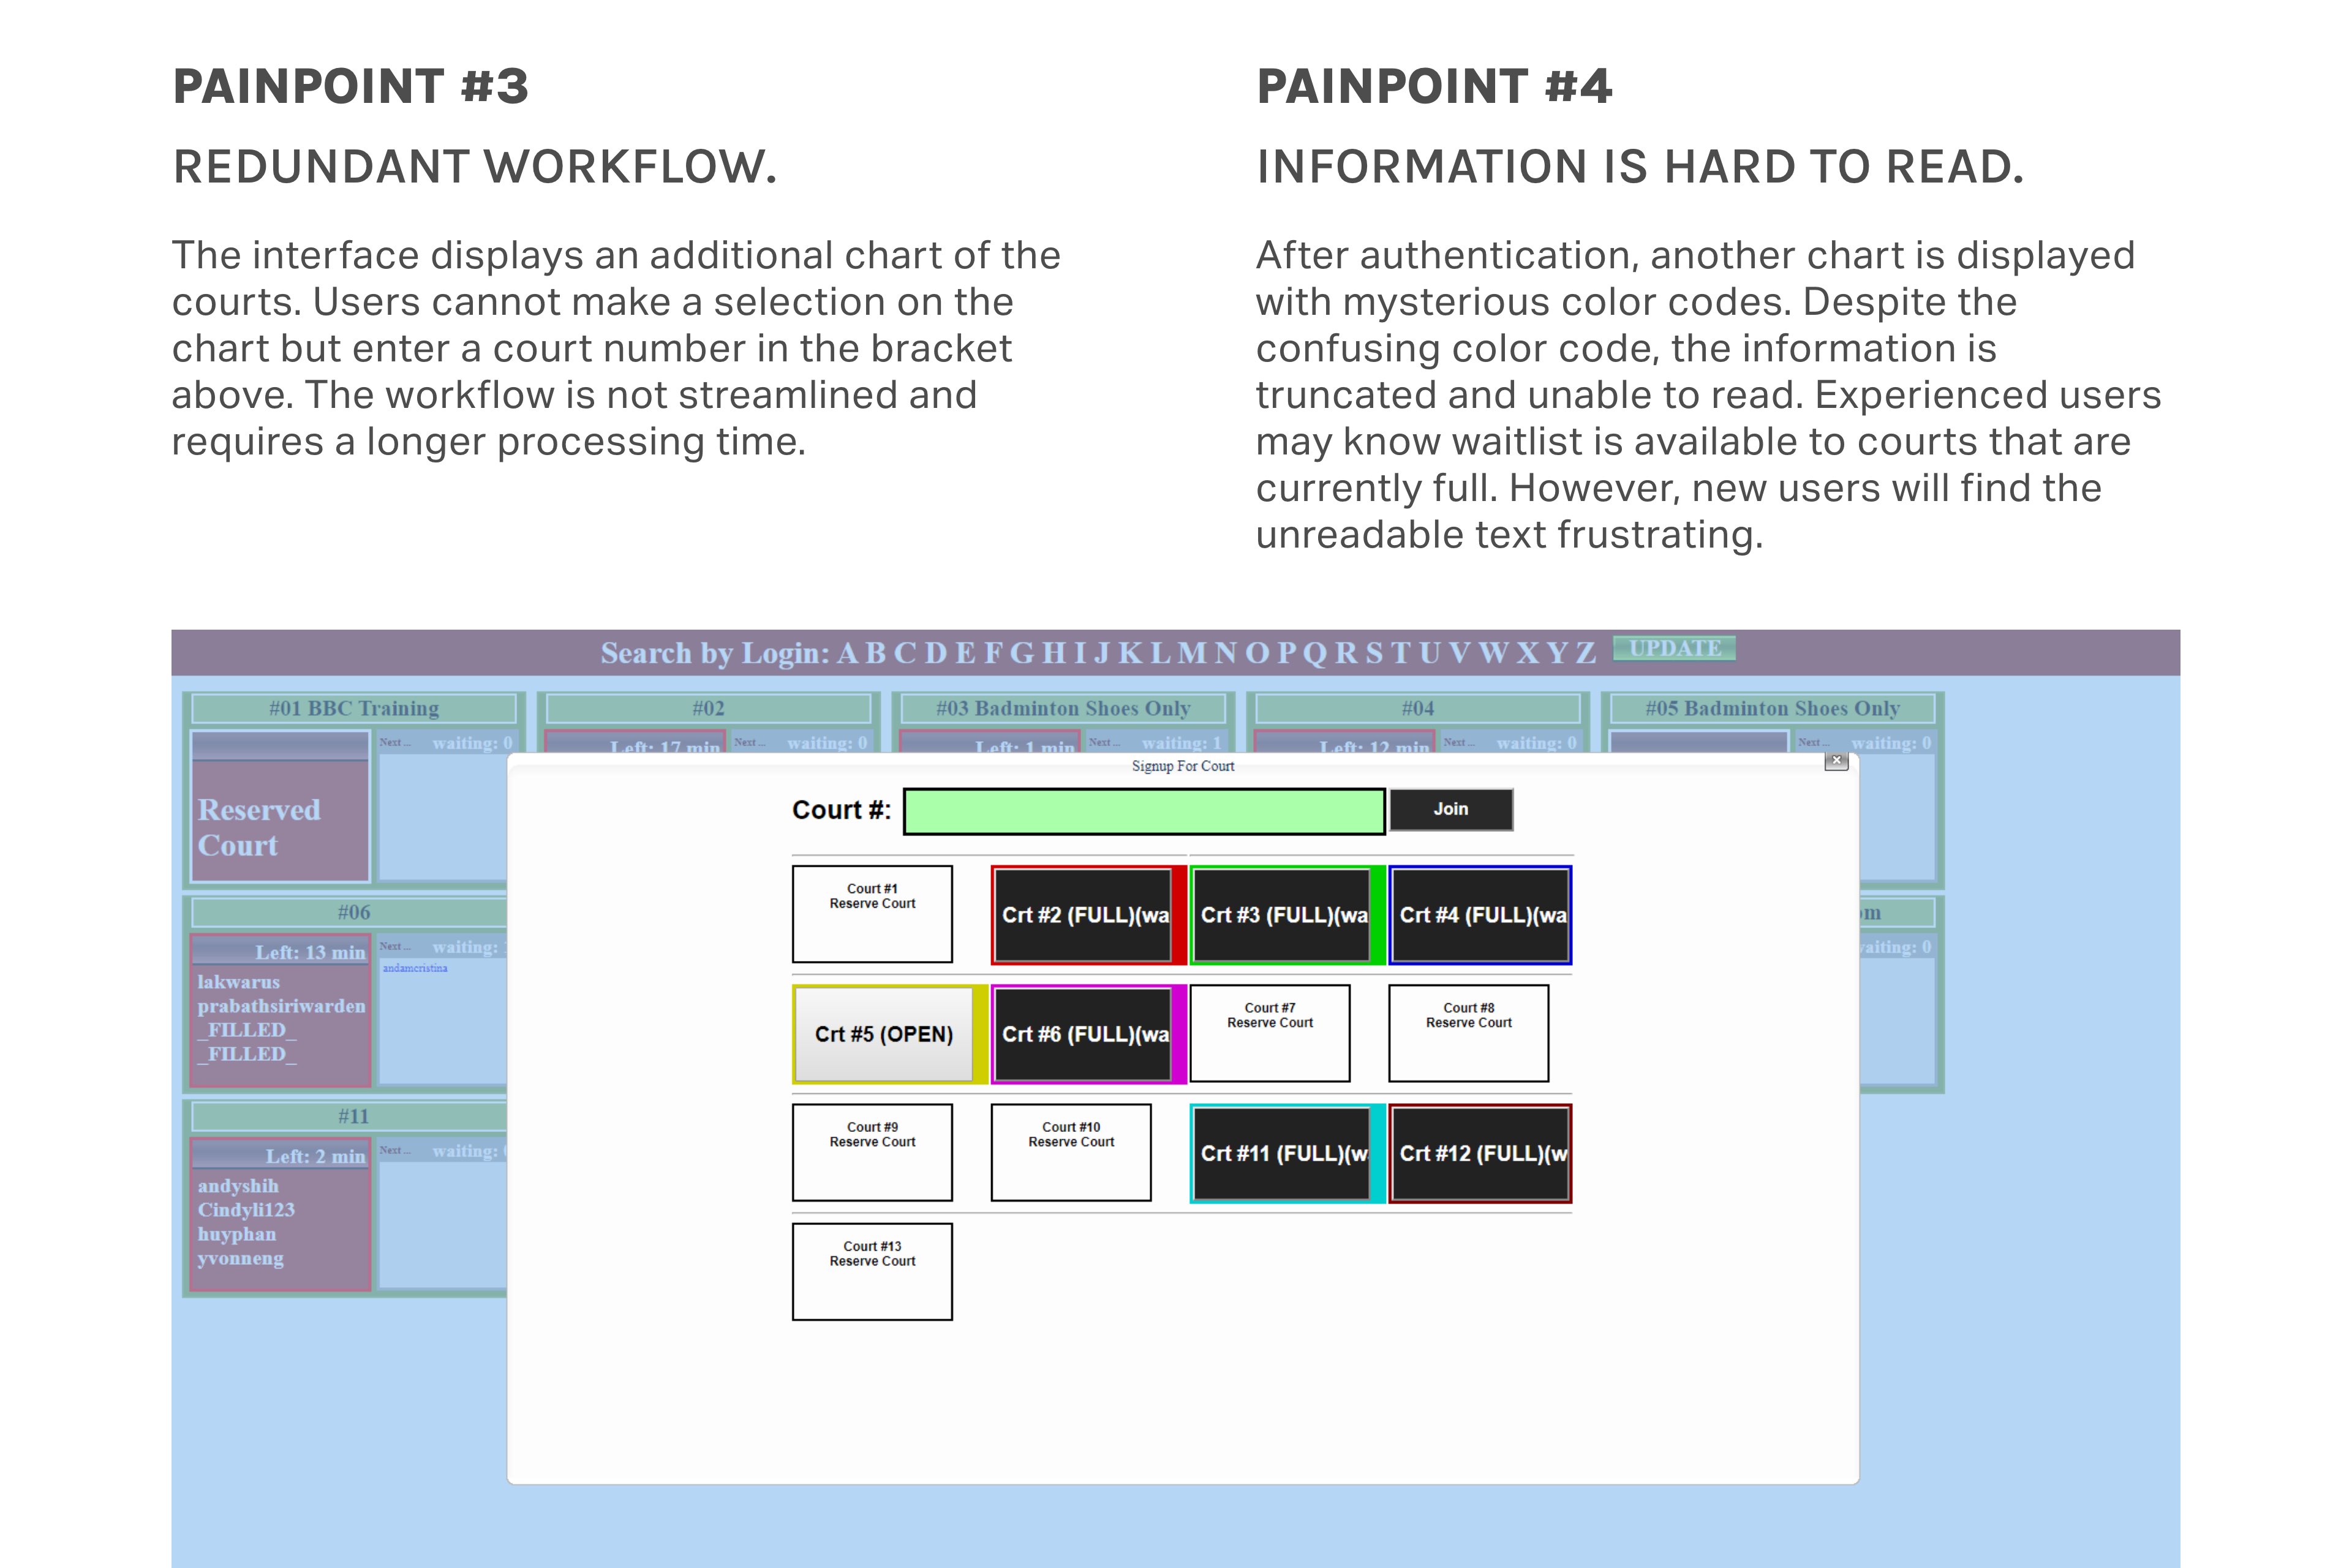 PAINPOINT #3
REDUNDANT WORKFLOW.
The interface displays an additional chart of the
courts. Users cannot make a selection on the
chart but enter a court number in the bracket
above. The workflow is not streamlined and
requires a longer processing time.
PAINPOINT #4
INFORMATION IS HARD TO READ.
After authentication, another chart is displayed
with mysterious color codes. Despite the
confusing color code, the information is
truncated and unable to read. Experienced users
may know waitlist is available to courts that are
currently full. However, new users will find the
unreadable text frustrating.
Search by Login: A B C D E F G H I J K L M N O P Q R S T U V W X Y Z UPDATE
#01 BBC Training
Next... waiting: 0
Reserved
Court
#02
Left: 17 min Next... waiting: 0
#03 Badminton Shoes Only
Left: 1 min Next... waiting: 1
#04
Left: 12 min Next... waiting: 0
#05 Badminton Shoes Only
Next... waiting: 0
#06
Left: 13 min Next... waiting:
lakwarus
prabathsiriwarden
_FILLED_
_FILLED_
andamcristina
#11
Left: 2 min Next... waiting:
andyshih
Cindyli123
huyphan
yvonneng
om
waiting: 0
Signup For Court
x
Court #:
Join
Court #1
Reserve Court
Crt #2 (FULL)(wa
Crt #3 (FULL)(wa
Crt #4 (FULL)(wa
Crt #5 (OPEN)
Crt #6 (FULL)(wa
Court #7
Reserve Court
Court #8
Reserve Court
Court #9
Reserve Court
Court #10
Reserve Court
Crt #11 (FULL)(w
Crt #12 (FULL)(w
Court #13
Reserve Court